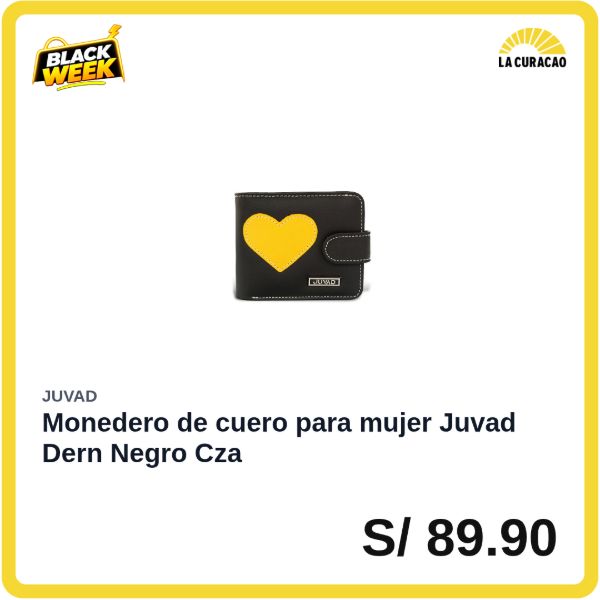 BLACK
WEEK
LA CURACAO
JUVAD
JUVAD
Monedero de cuero para mujer Juvad
Dern Negro Cza
S/ 89.90